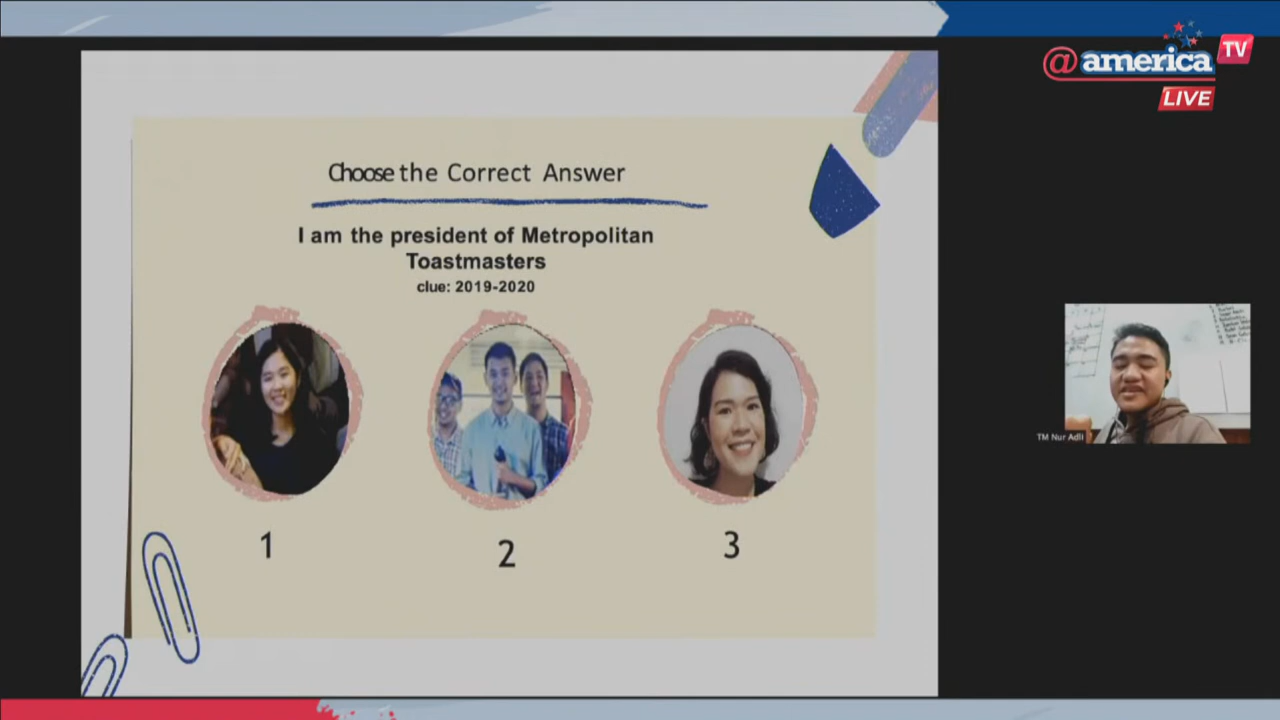 @america TV
LIVE
Choose the Correct Answer
I am the president of Metropolitan
Toastmasters
clue: 2019-2020
1
2
3
TM Nur Adli